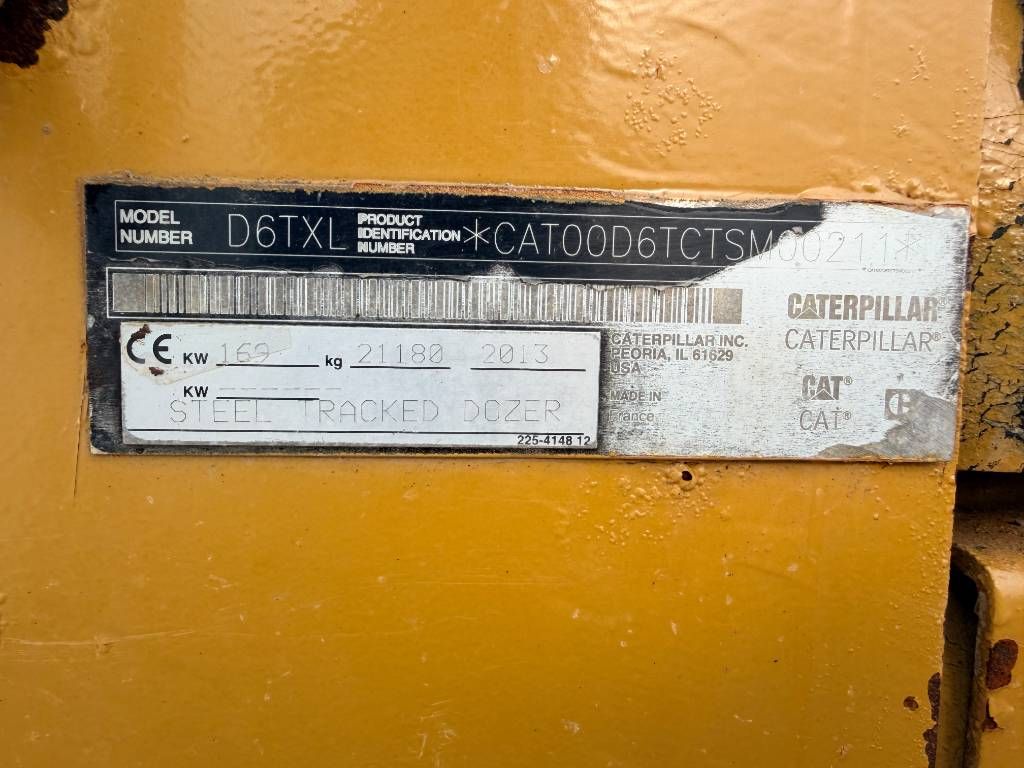 MODEL NUMBER D6TXL PRODUCT IDENTIFICATION NUMBER *CAT00D6TCTSM00211*
CE KW 169 kg 21180 2013
KW ------
STEEL TRACKED DOZER
225-4148 12
CATERPILLAR INC.
PEORIA, IL 61629
USA
MADE IN
France
CATERPILLAR®
CATERPILLAR®
CAT®
CAT®